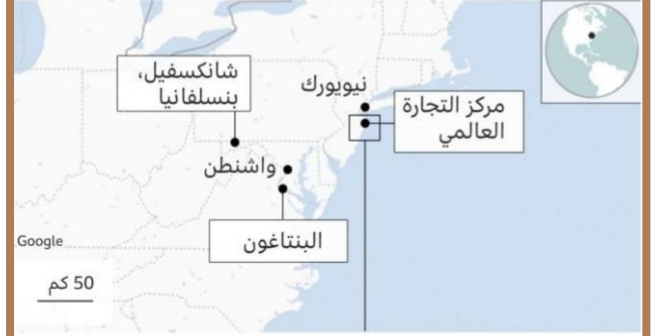 شانكسفيل،
بنسلفانيا
نيويورك
مركز التجارة
العالمي
واشنطن
البنتاغون
Google
50 كم